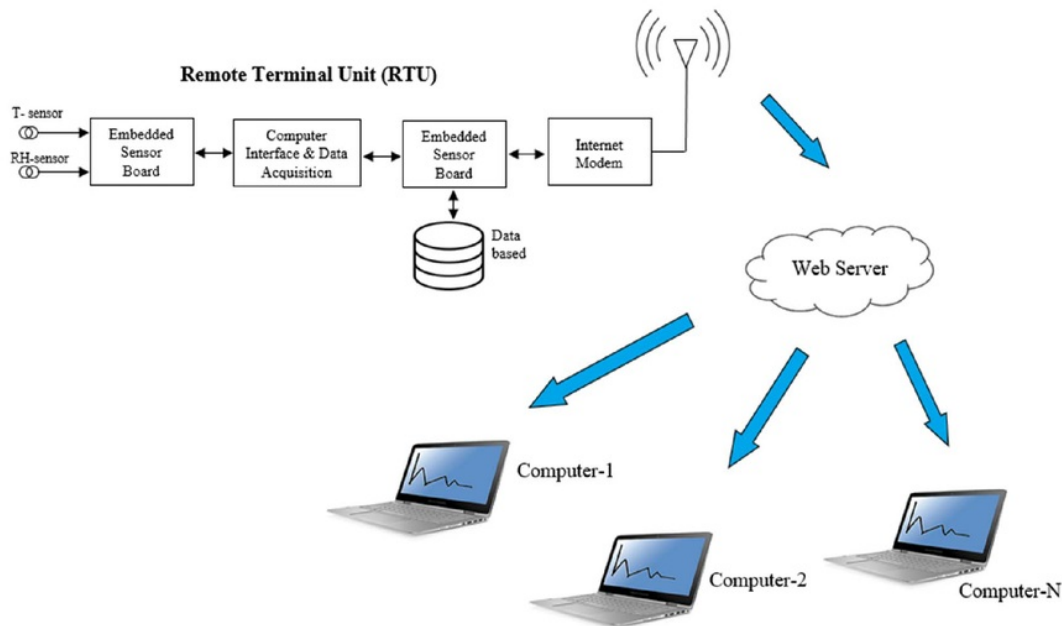 Remote Terminal Unit (RTU)
T- sensor
RH-sensor
Embedded
Sensor
Board
Computer
Interface & Data
Acquisition
Embedded
Sensor
Board
Internet
Modem
Data
based
Web Server
Computer-1
Computer-2
Computer-N